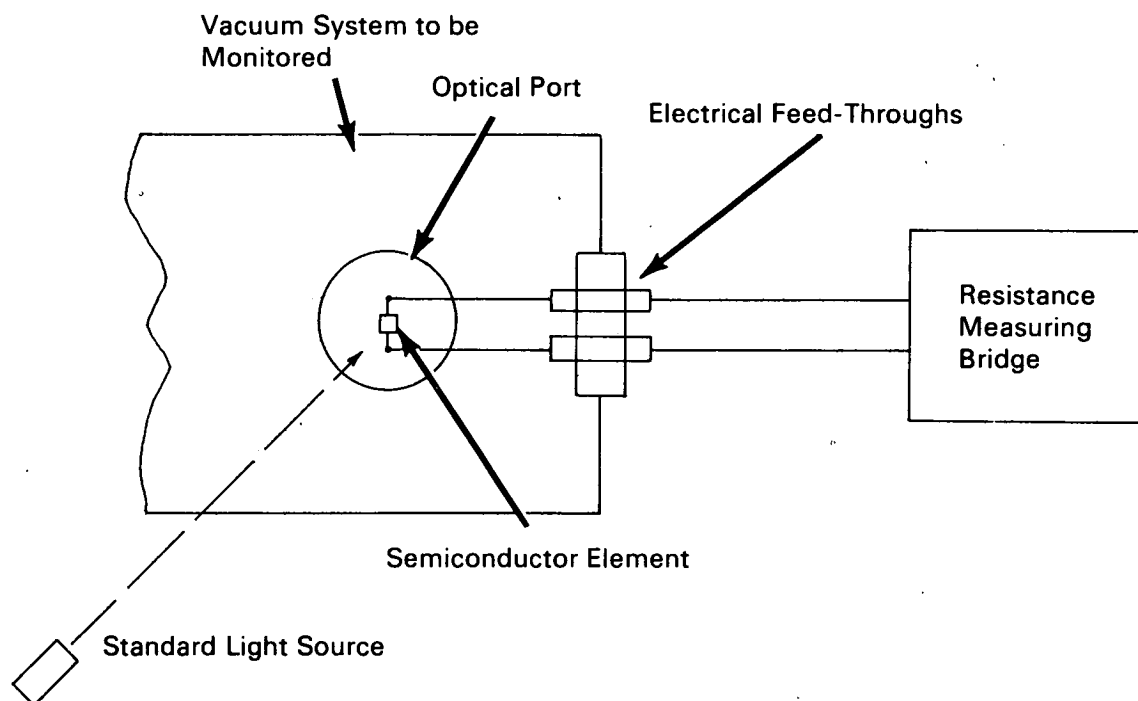 Vacuum System to be
Monitored
Optical Port
Electrical Feed-Throughs
Resistance
Measuring
Bridge
Semiconductor Element
Standard Light Source